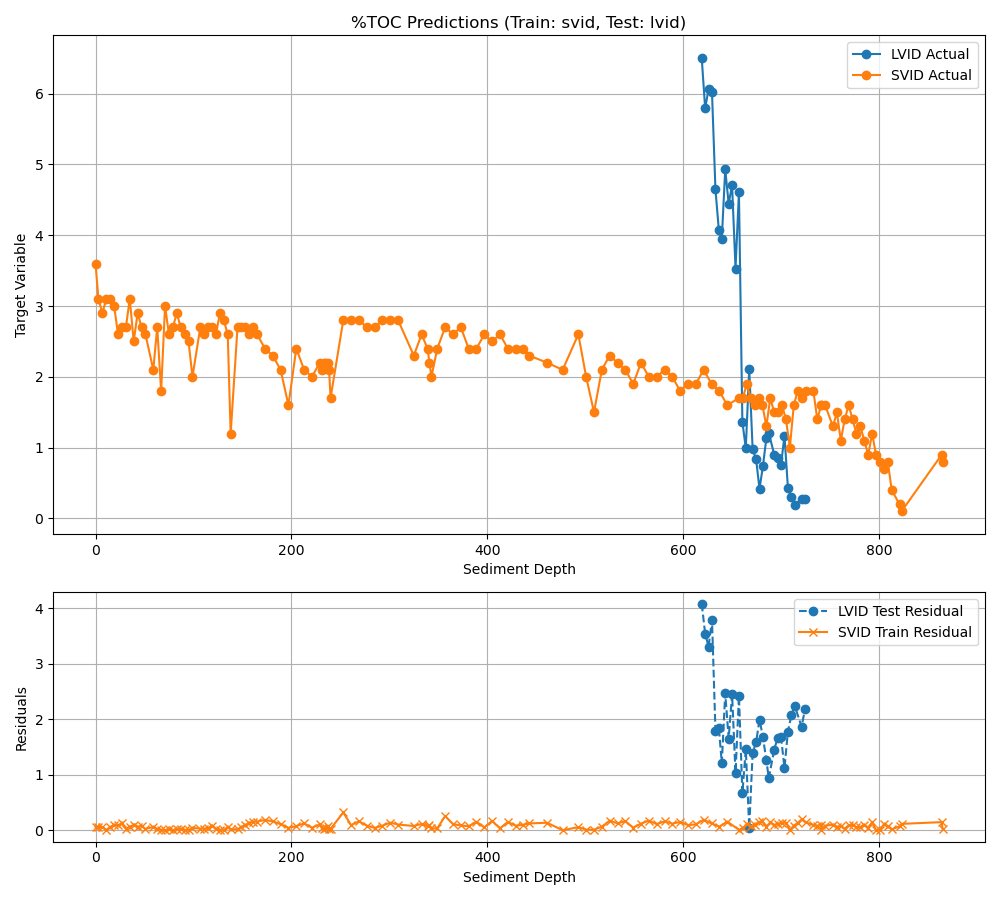 %TOC Predictions (Train: svid, Test: lvid)
LVID Actual
SVID Actual
Target Variable
6
5
4
3
2
1
0
0 200 400 600 800
Sediment Depth
LVID Test Residual
SVID Train Residual
Residuals
4
3
2
1
0
0 200 400 600 800
Sediment Depth